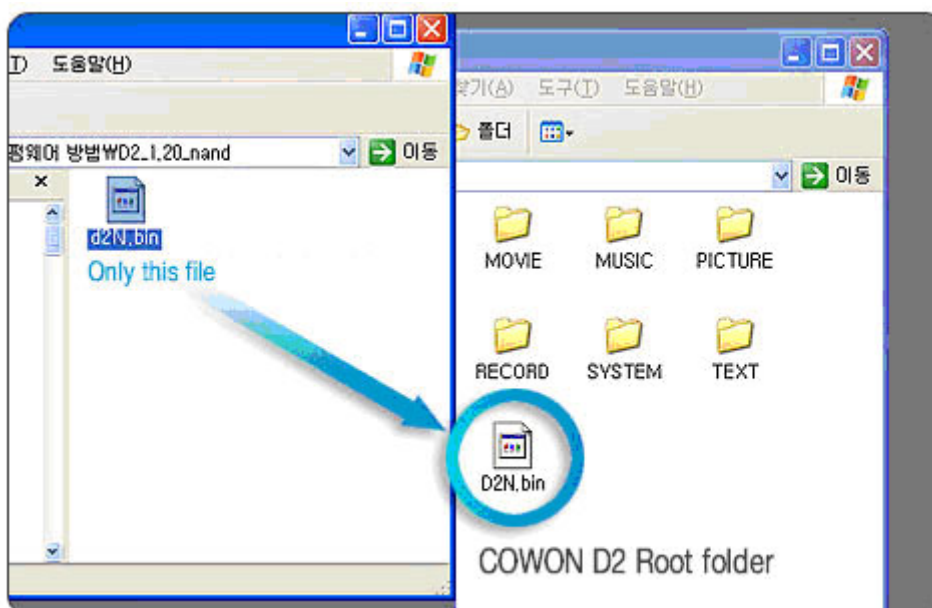 T) 도움말(H)
펌웨어 방법₩D2_1.20_nand
이동
d2N.bin
Only this file
찾기(A) 도구(T) 도움말(H)
폴더
이동
MOVIE MUSIC PICTURE
RECORD SYSTEM TEXT
D2N.bin
COWON D2 Root folder